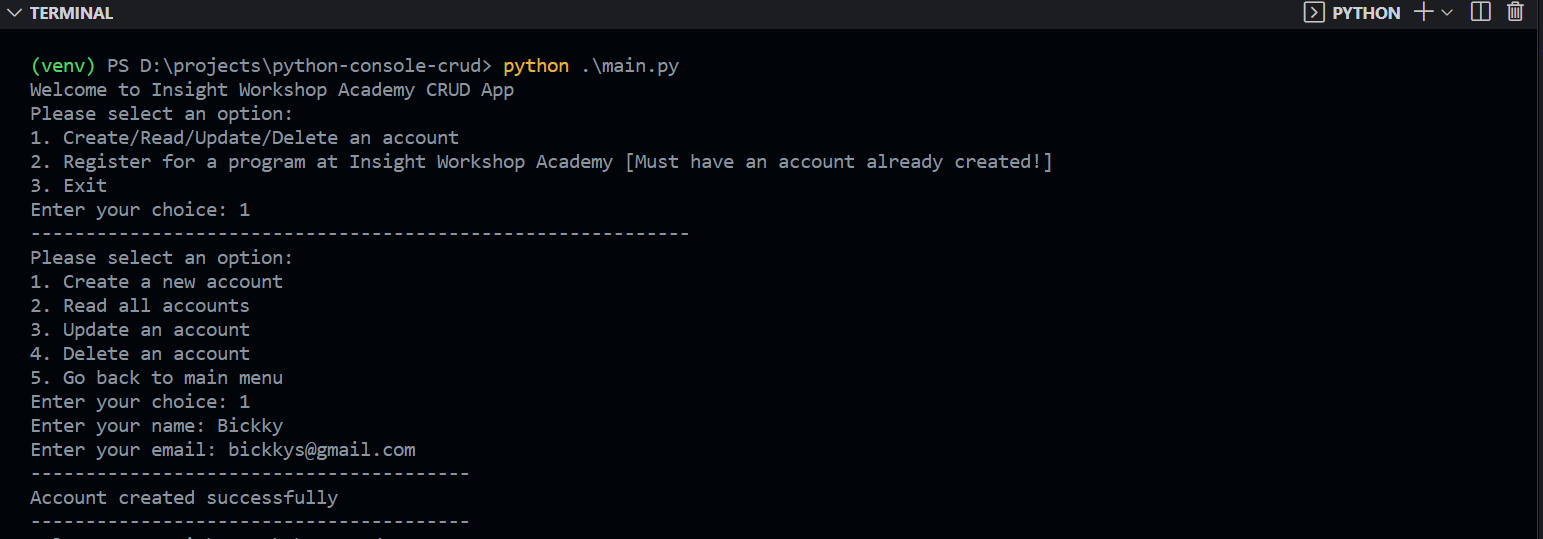 TERMINAL
PYTHON
(venv) PS D:\projects\python-console-crud> python .\main.py
Welcome to Insight Workshop Academy CRUD App
Please select an option:
1. Create/Read/Update/Delete an account
2. Register for a program at Insight Workshop Academy [Must have an account already created!]
3. Exit
Enter your choice: 1
------------------------------------------------------------
Please select an option:
1. Create a new account
2. Read all accounts
3. Update an account
4. Delete an account
5. Go back to main menu
Enter your choice: 1
Enter your name: Bickky
Enter your email: bickkys@gmail.com
----------------------------------------
Account created successfully
----------------------------------------